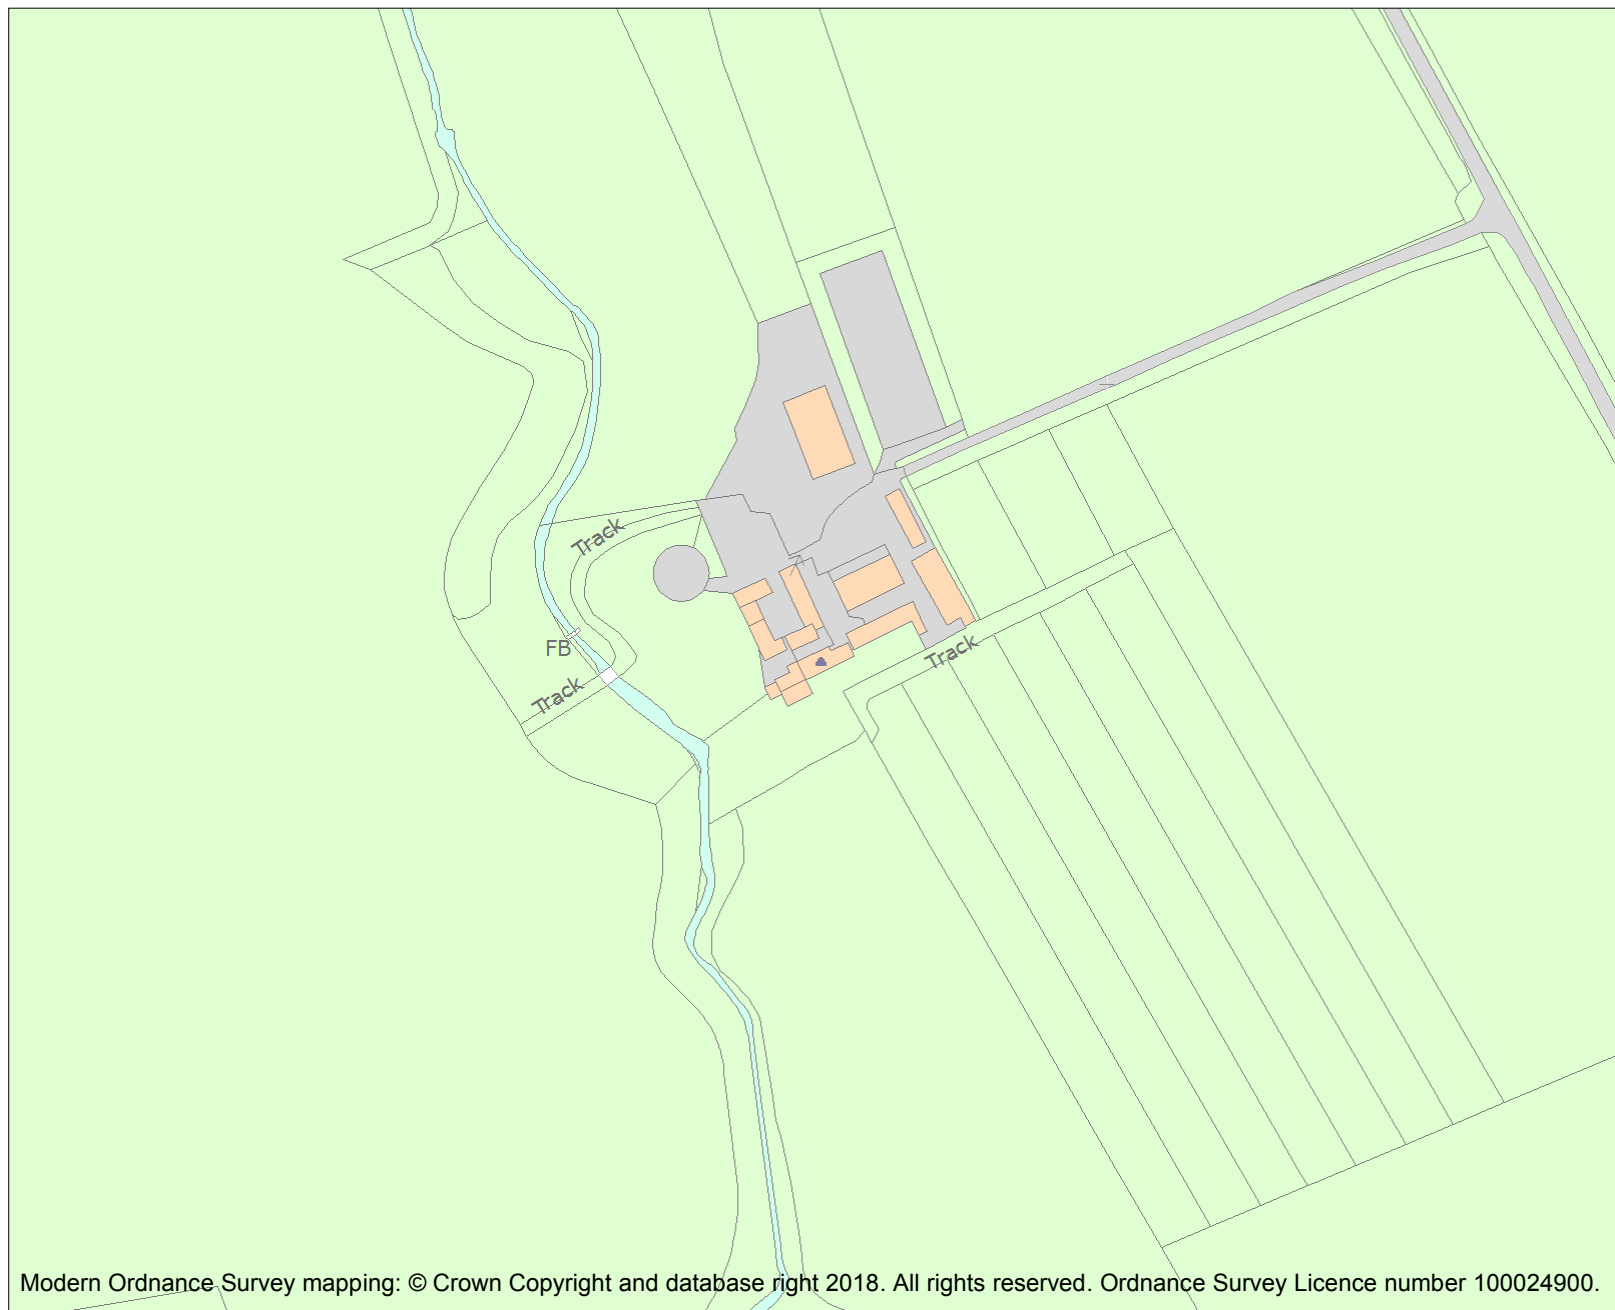 Track
FB
Track
Track
Modern Ordnance Survey mapping: © Crown Copyright and database right 2018. All rights reserved. Ordnance Survey Licence number 100024900.